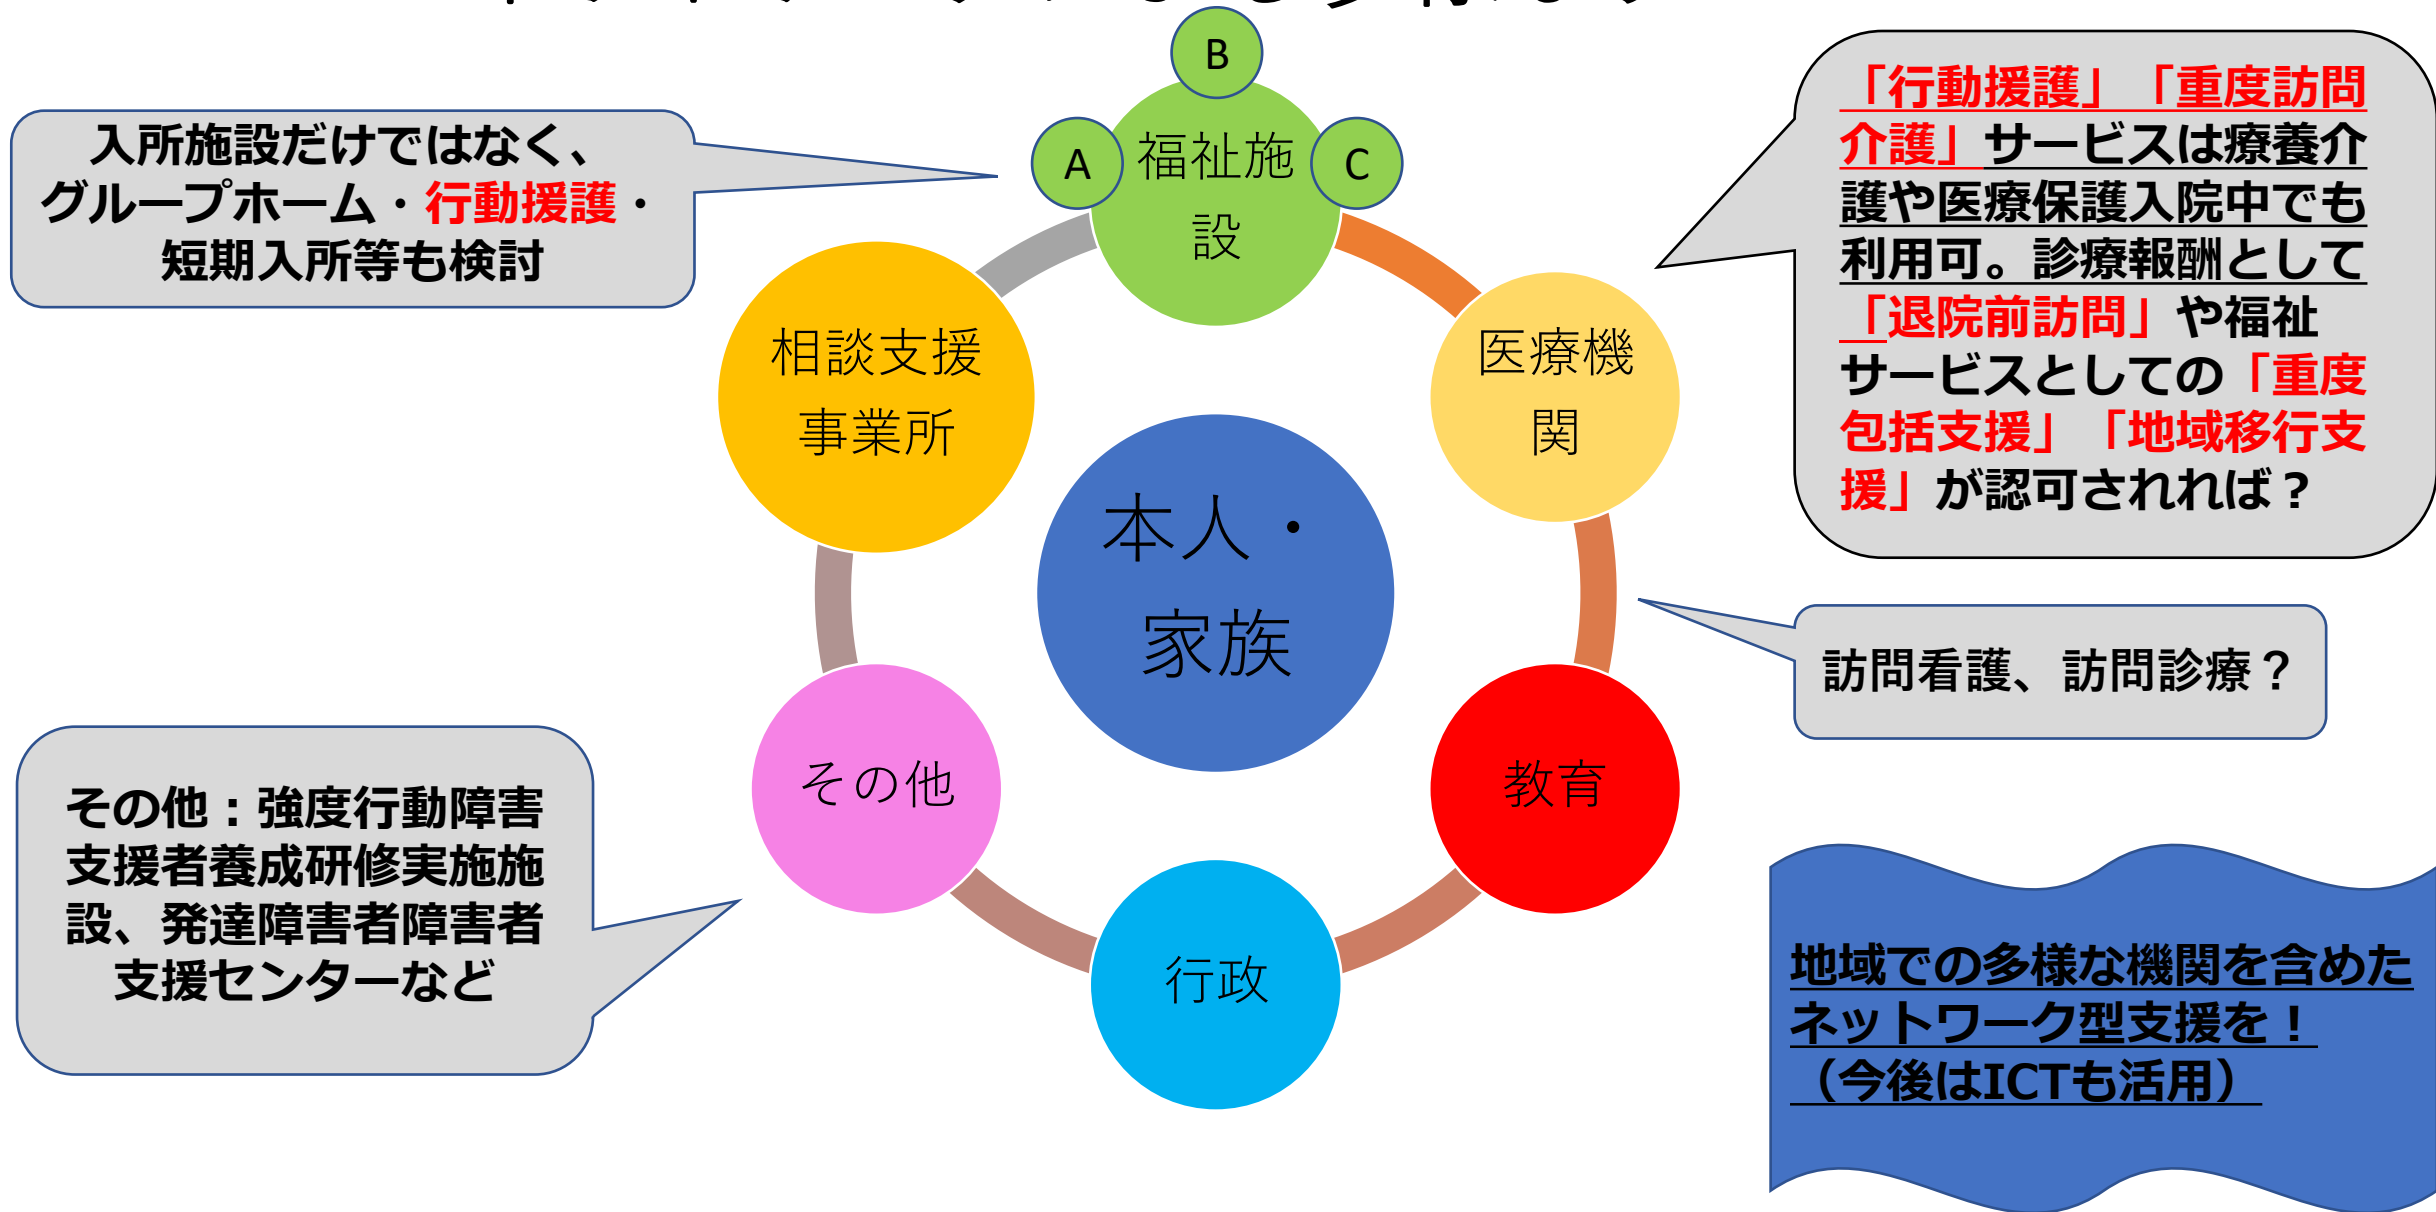 B
A
C
福祉施
設
入所施設だけではなく、
グループホーム・行動援護・
短期入所等も検討
「行動援護」「重度訪問
介護」サービスは療養介
護や医療保護入院中でも
利用可。診療報酬として
「退院前訪問」や福祉
サービスとしての「重度
包括支援」「地域移行支
援」が認可されれば？
相談支援
事業所
医療機
関
本人・
家族
訪問看護、訪問診療？
その他
教育
その他：強度行動障害
支援者養成研修実施施
設、発達障害者障害者
支援センターなど
行政
地域での多様な機関を含めた
ネットワーク型支援を！
（今後はICTも活用）